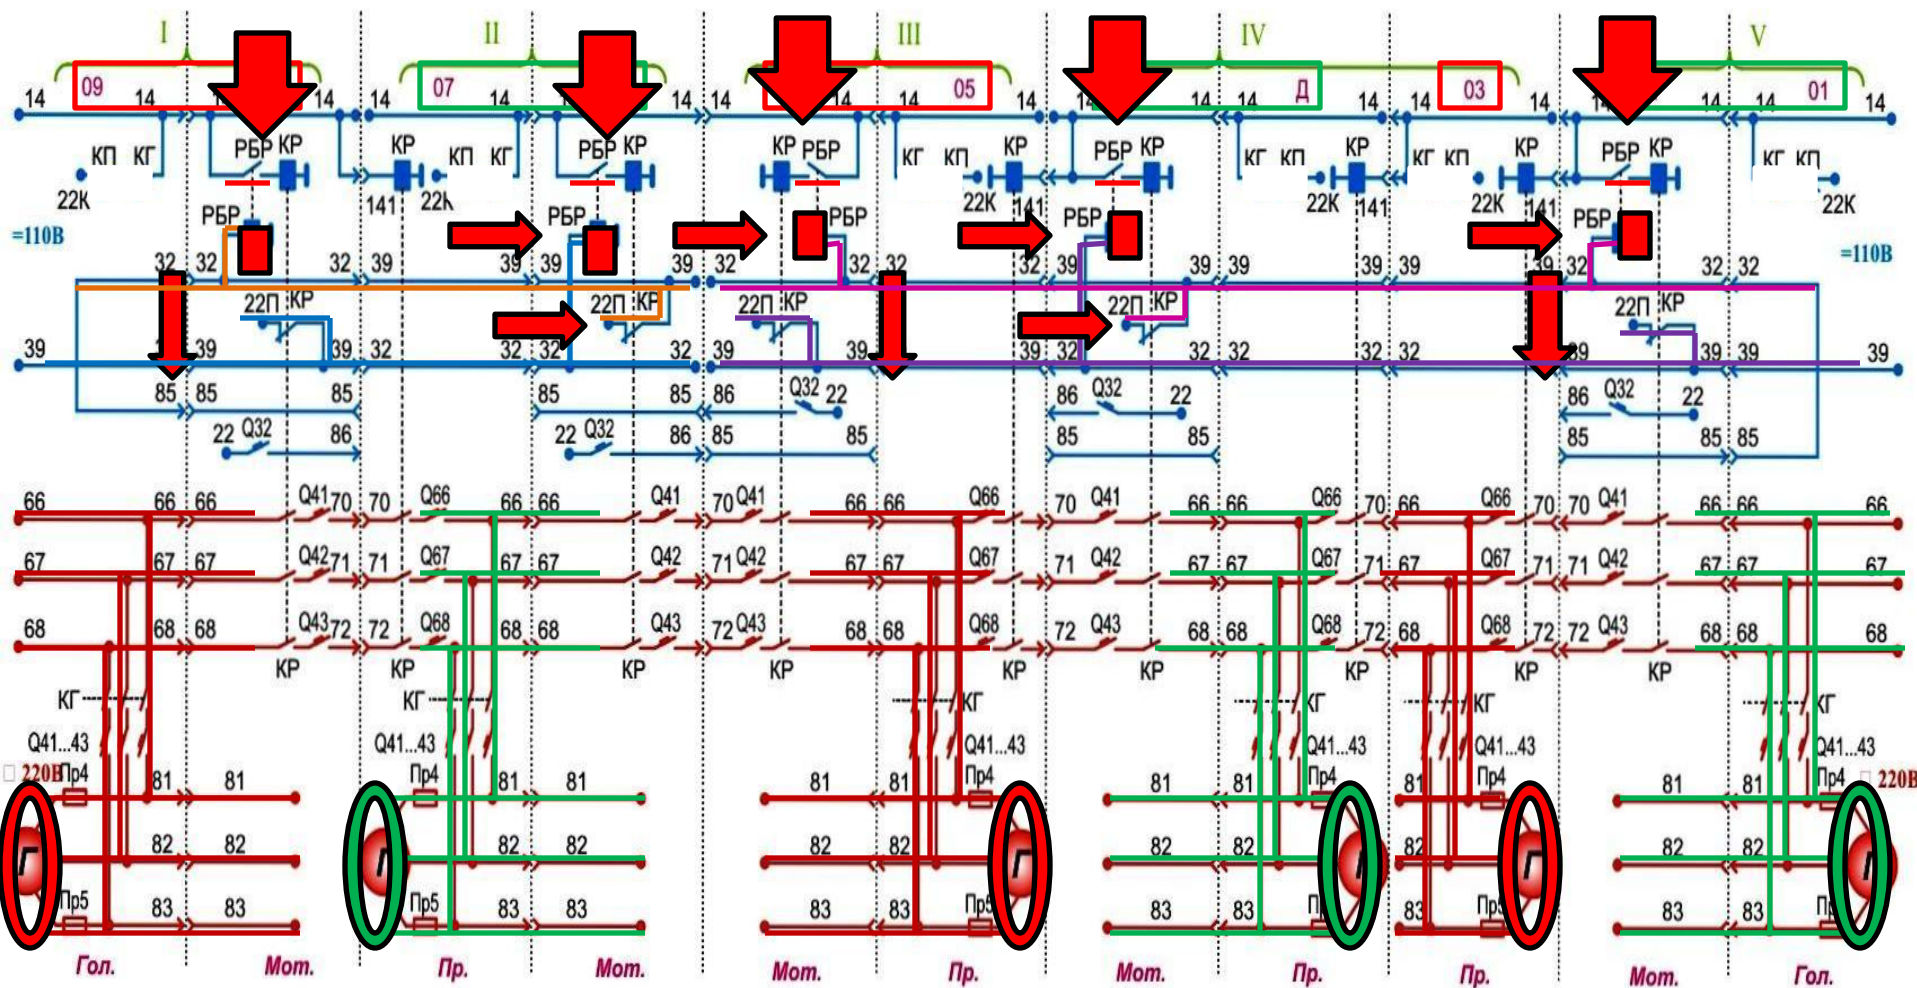 I II III IV V
09 07 05 Д 03 01
14 14 14 14 14 14 14 14 14 14 14 14 14 14 14 14 14 14 14 14
КП КГ РБР КР КР КП КГ РБР КР КР РБР КГ КП КР РБР КР КГ КП КР КГ КП КР РБР КР КГ КП
22К 141 22К 22К 141 22К 141 22К 141 22К
=110В РБР РБР РБР РБР РБР =110В
32 32 32 39 39 39 39 32 32 32 39 39 39 39 39 32 32 32
22П КР 22П КР 22П КР 22П КР 22П
39 39 39 32 32 32 32 39 39 39 32 32 32 39 39 39 39
85 85 86 Q32 22 86 Q32 22 86 Q32 22
22 Q32 86 22 Q32 86 85 85 85 85 85 85
66 66 66 Q41 70 70 Q66 66 66 Q41 70 Q41 66 66 Q66 70 Q41 66 66 Q66 70 66 Q66 70 70 Q41 66 66 66
67 67 67 Q42 71 71 Q67 67 67 Q42 71 Q42 67 67 Q67 71 Q42 67 67 Q67 71 67 Q67 71 71 Q42 67 67 67
68 68 68 Q43 72 72 Q68 68 68 Q43 72 Q43 68 68 Q68 72 Q43 68 68 Q68 72 68 Q68 72 72 Q43 68 68 68
КР КР КР КР КР КР КР КР КР
КГ КГ КГ КГ КГ КГ
Q41...43 Q41...43 Q41...43 Q41...43 Q41...43 Q41...43
220В Пр4 81 81 Пр4 81 81 81 81 Пр4 81 81 Пр4 81 Пр4 81 81 Пр4 220В
Г 82 82 Г 82 82 82 82 Г 82 82 Г 82 Г 82 82 Г
Пр5 83 83 Пр5 83 83 83 83 Пр5 83 83 83 Пр5 83 83
Гол. Мот. Пр. Мот. Мот. Пр. Мот. Пр. Пр. Мот. Гол.